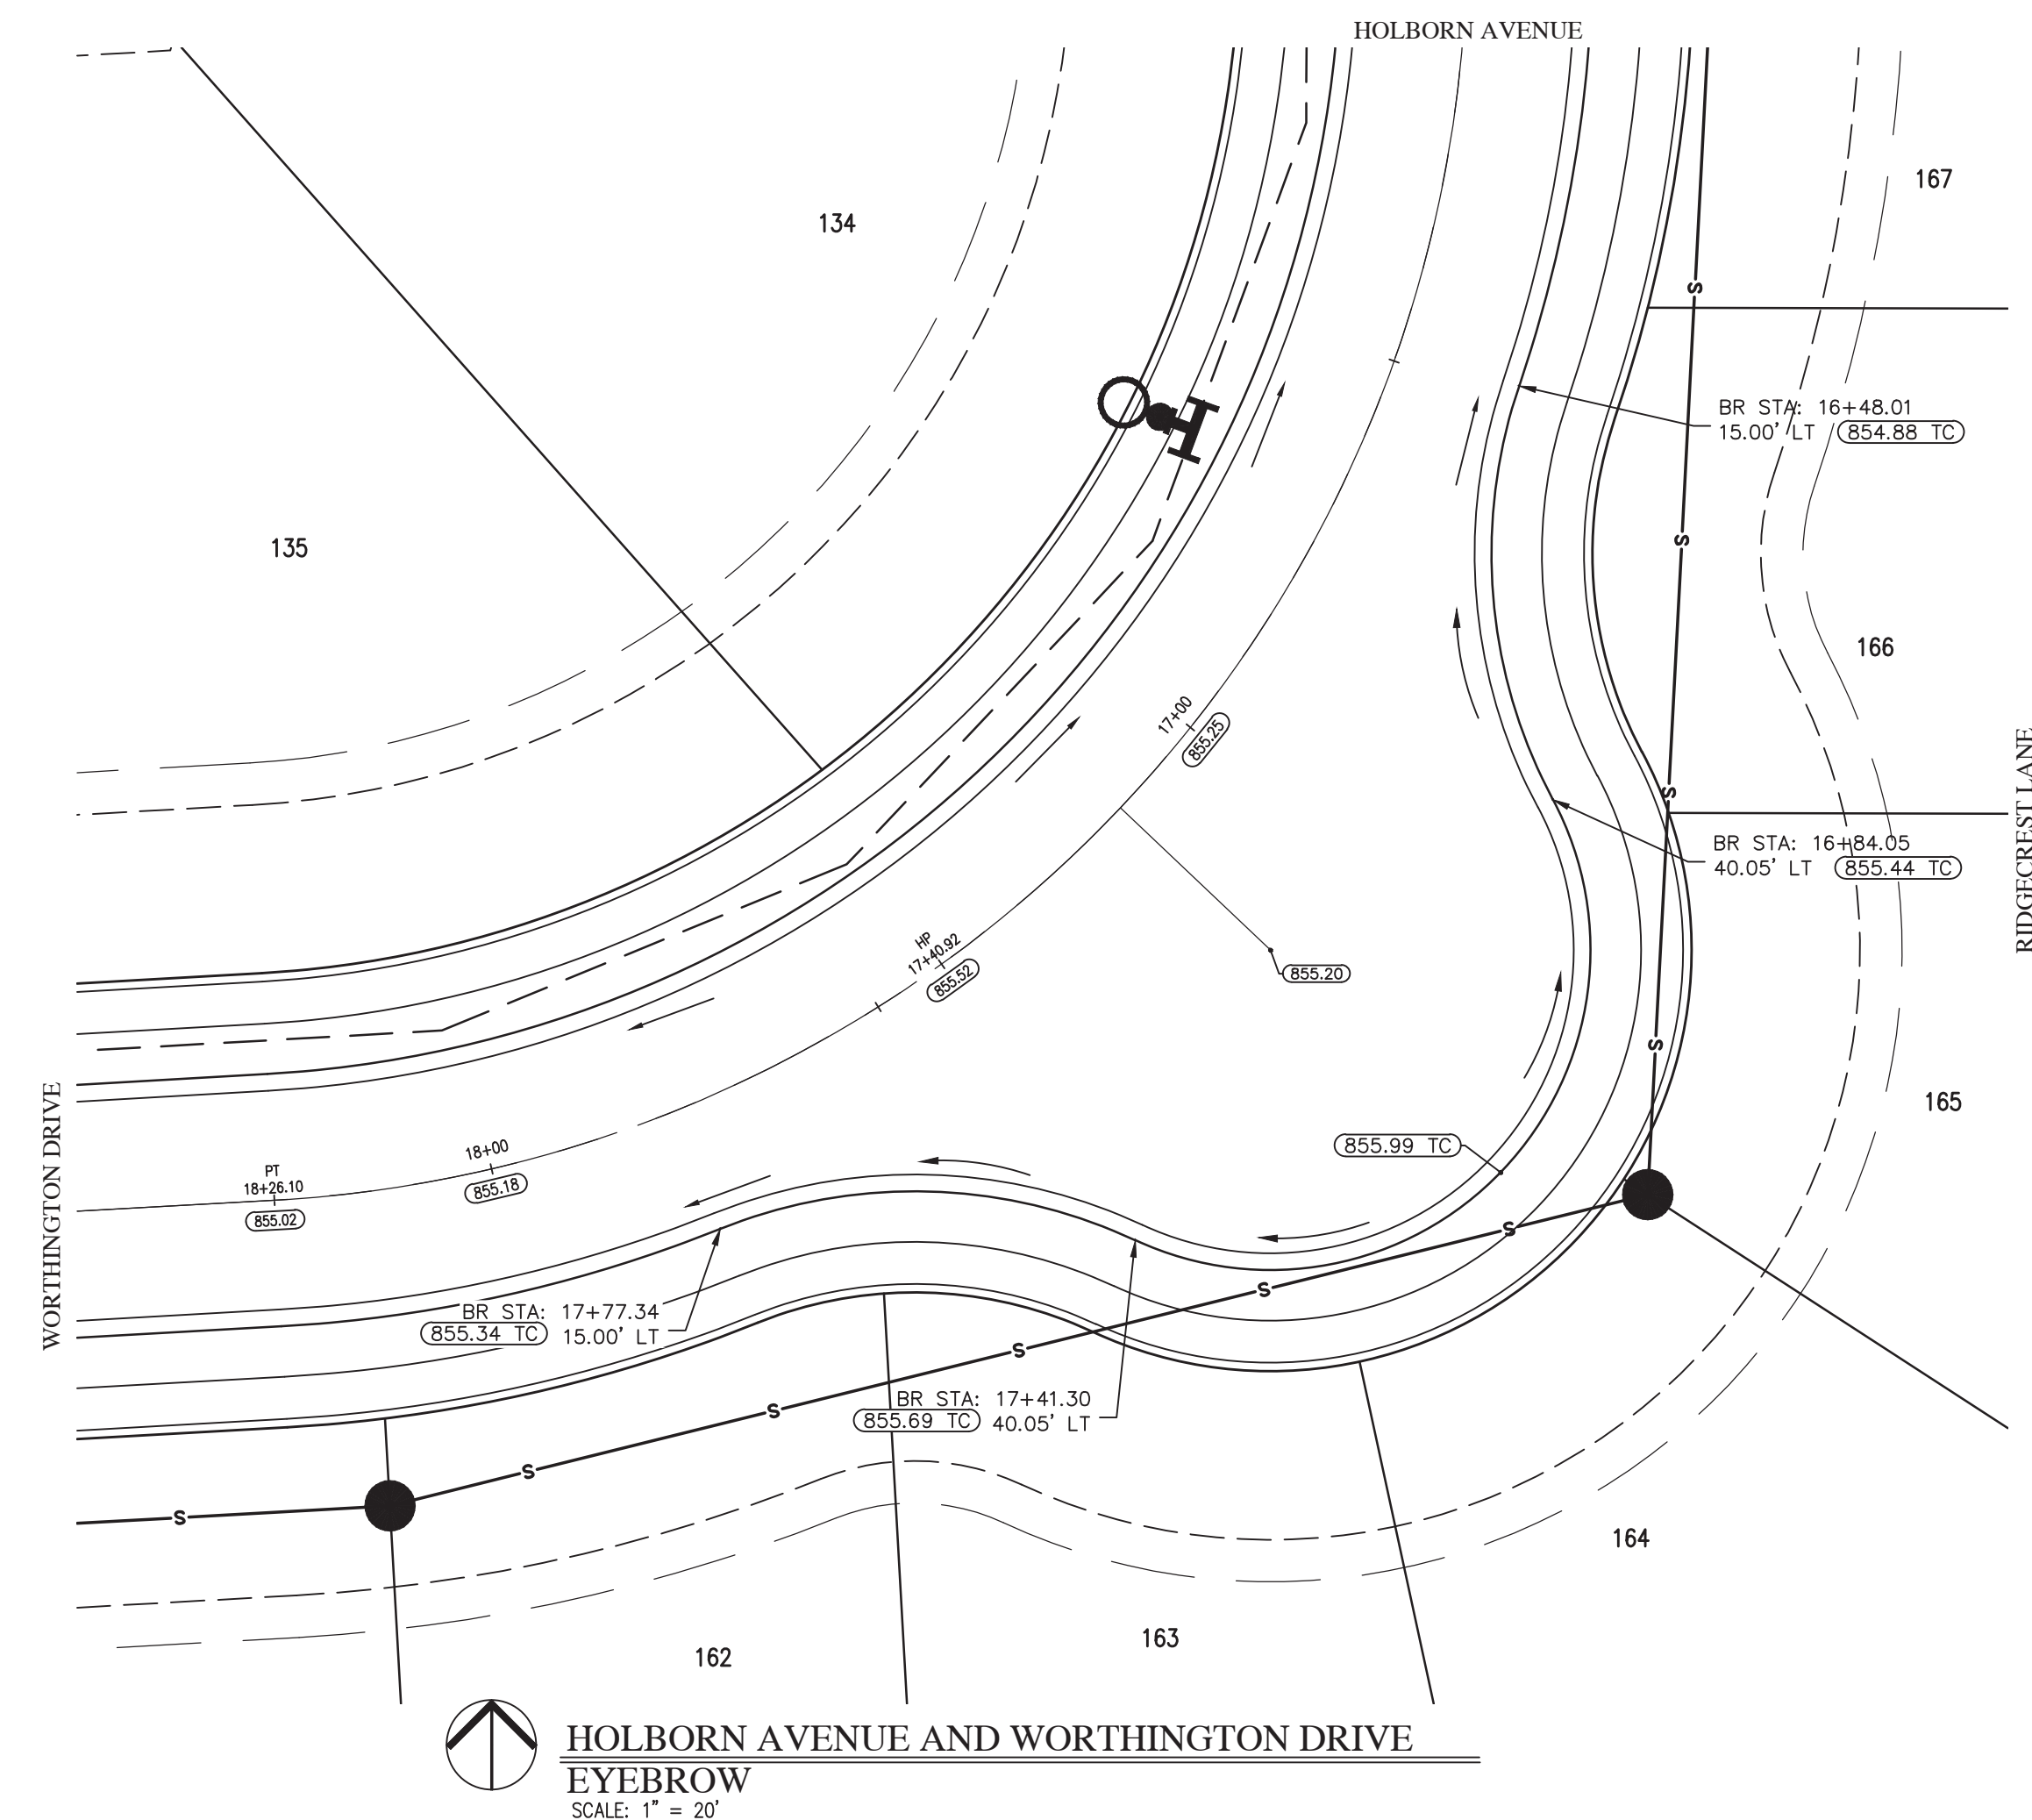 HOLBORN AVENUE
167
134
S
BR STA: 16+48.01
15.00' LT 854.88 TC
135
S
166
17+00
855.25
S
RIDGECREST LANE
BR STA: 16+84.05
40.05' LT 855.44 TC
HP
17+40.92
855.52
855.20
S
165
WORTHINGTON DRIVE
855.99 TC
18+00
855.18
PT
18+26.10
855.02
S
S
BR STA: 17+77.34
855.34 TC 15.00' LT
S
BR STA: 17+41.30
855.69 TC 40.05' LT
S
S
S
164
163
162
HOLBORN AVENUE AND WORTHINGTON DRIVE
EYEBROW
SCALE: 1" = 20'